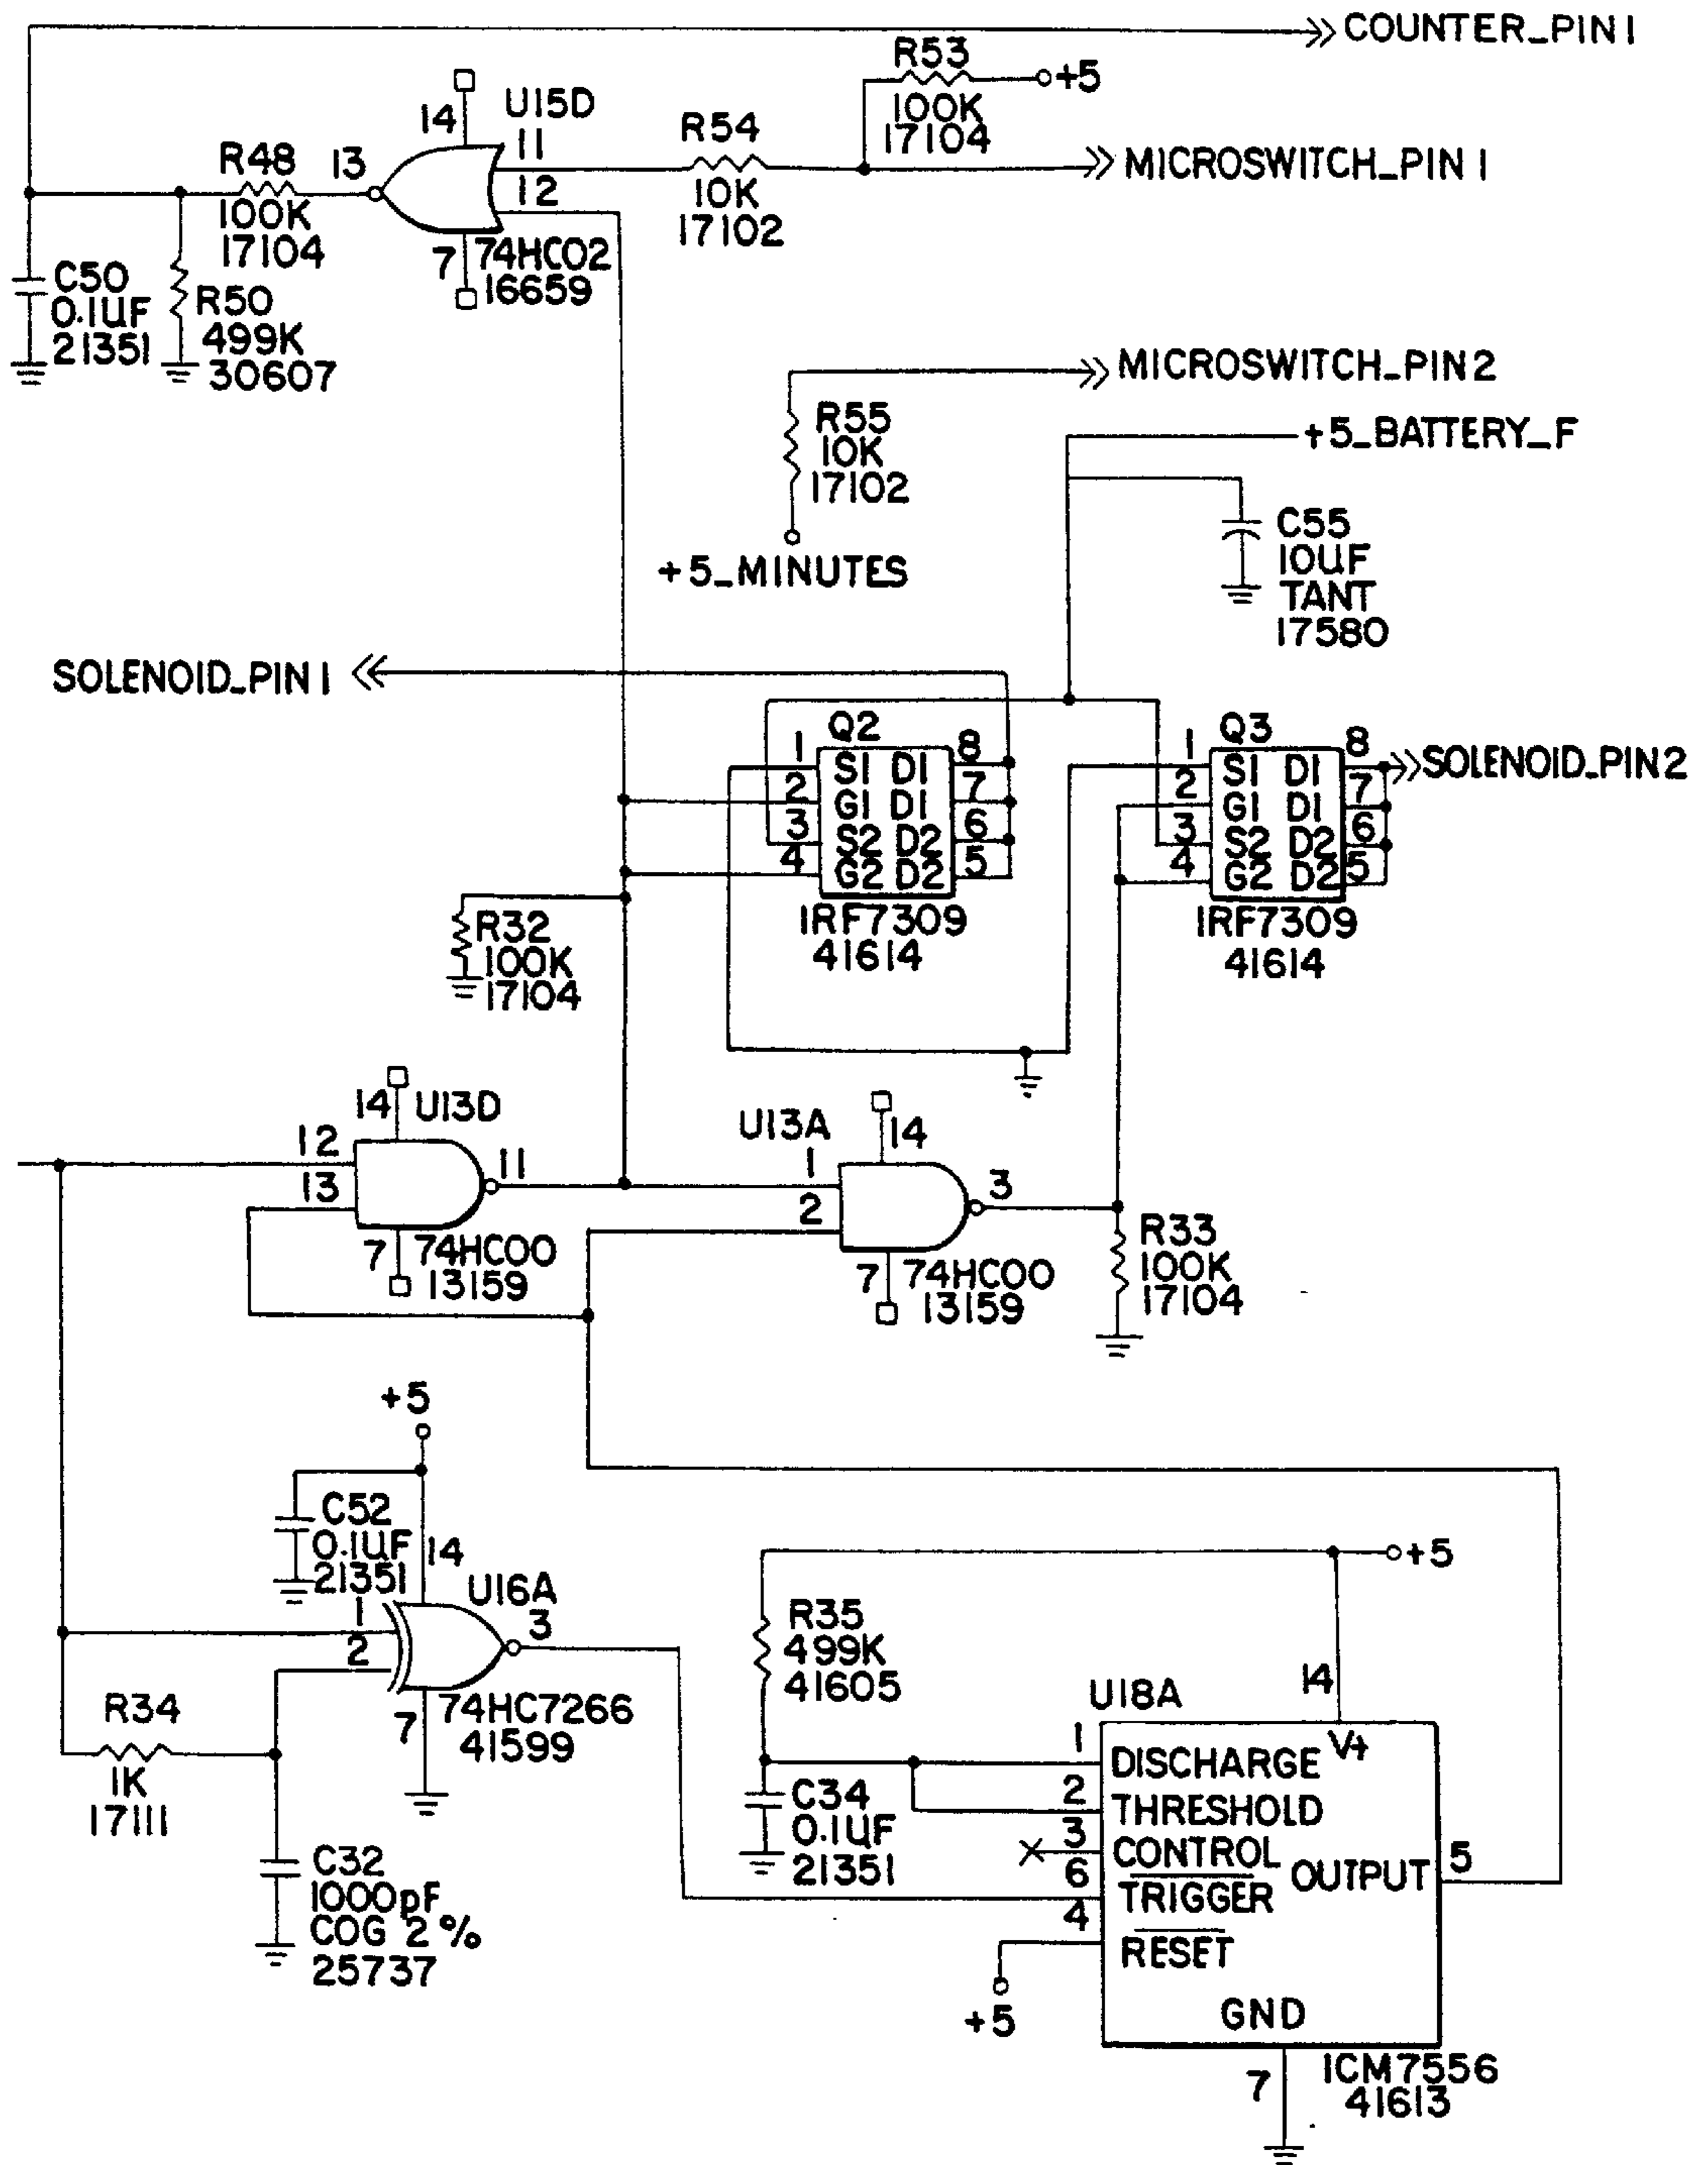 COUNTER_PIN1
R53
+5
100K
17104
14
U15D
11
12
R54
10K
17102
MICROSWITCH_PIN1
R48
13
100K
17104
7
74HC02
16659
C50
0.1UF
21351
R50
499K
30607
MICROSWITCH_PIN2
R55
10K
17102
+5_MINUTES
+5_BATTERY_F
C55
10UF
TANT
17580
SOLENOID_PIN1
Q2
1 S1 D1 8
2 G1 D1 7
3 S2 D2 6
4 G2 D2 5
IRF7309
41614
Q3
1 S1 D1 8
2 G1 D1 7
3 S2 D2 6
4 G2 D2 5
IRF7309
41614
SOLENOID_PIN2
R32
100K
17104
14
U13D
12
13
11
7
74HC00
13159
U13A
14
1
2
3
7
74HC00
13159
R33
100K
17104
+5
C52
0.1UF
21351
14
U16A
1
2
3
7
74HC7266
41599
R34
1K
17111
C32
1000pF
COG 2%
25737
+5
R35
499K
41605
C34
0.1UF
21351
U18A
14
V+
1 DISCHARGE
2 THRESHOLD
3 CONTROL
6 TRIGGER
4 RESET
OUTPUT 5
+5
GND
7
ICM7556
41613